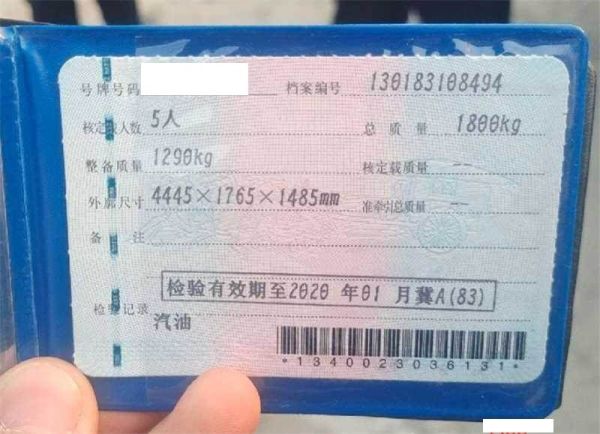 号牌号码 档案编号 130183108494
核定载人数 5人 总质量 1800kg
整备质量 1290kg 核定载质量 --
外廓尺寸 4445×1765×1485mm 准牵引总质量 --
备注
检验有效期至2020年01月冀A(83)
检验记录
汽油
*1340023036131*